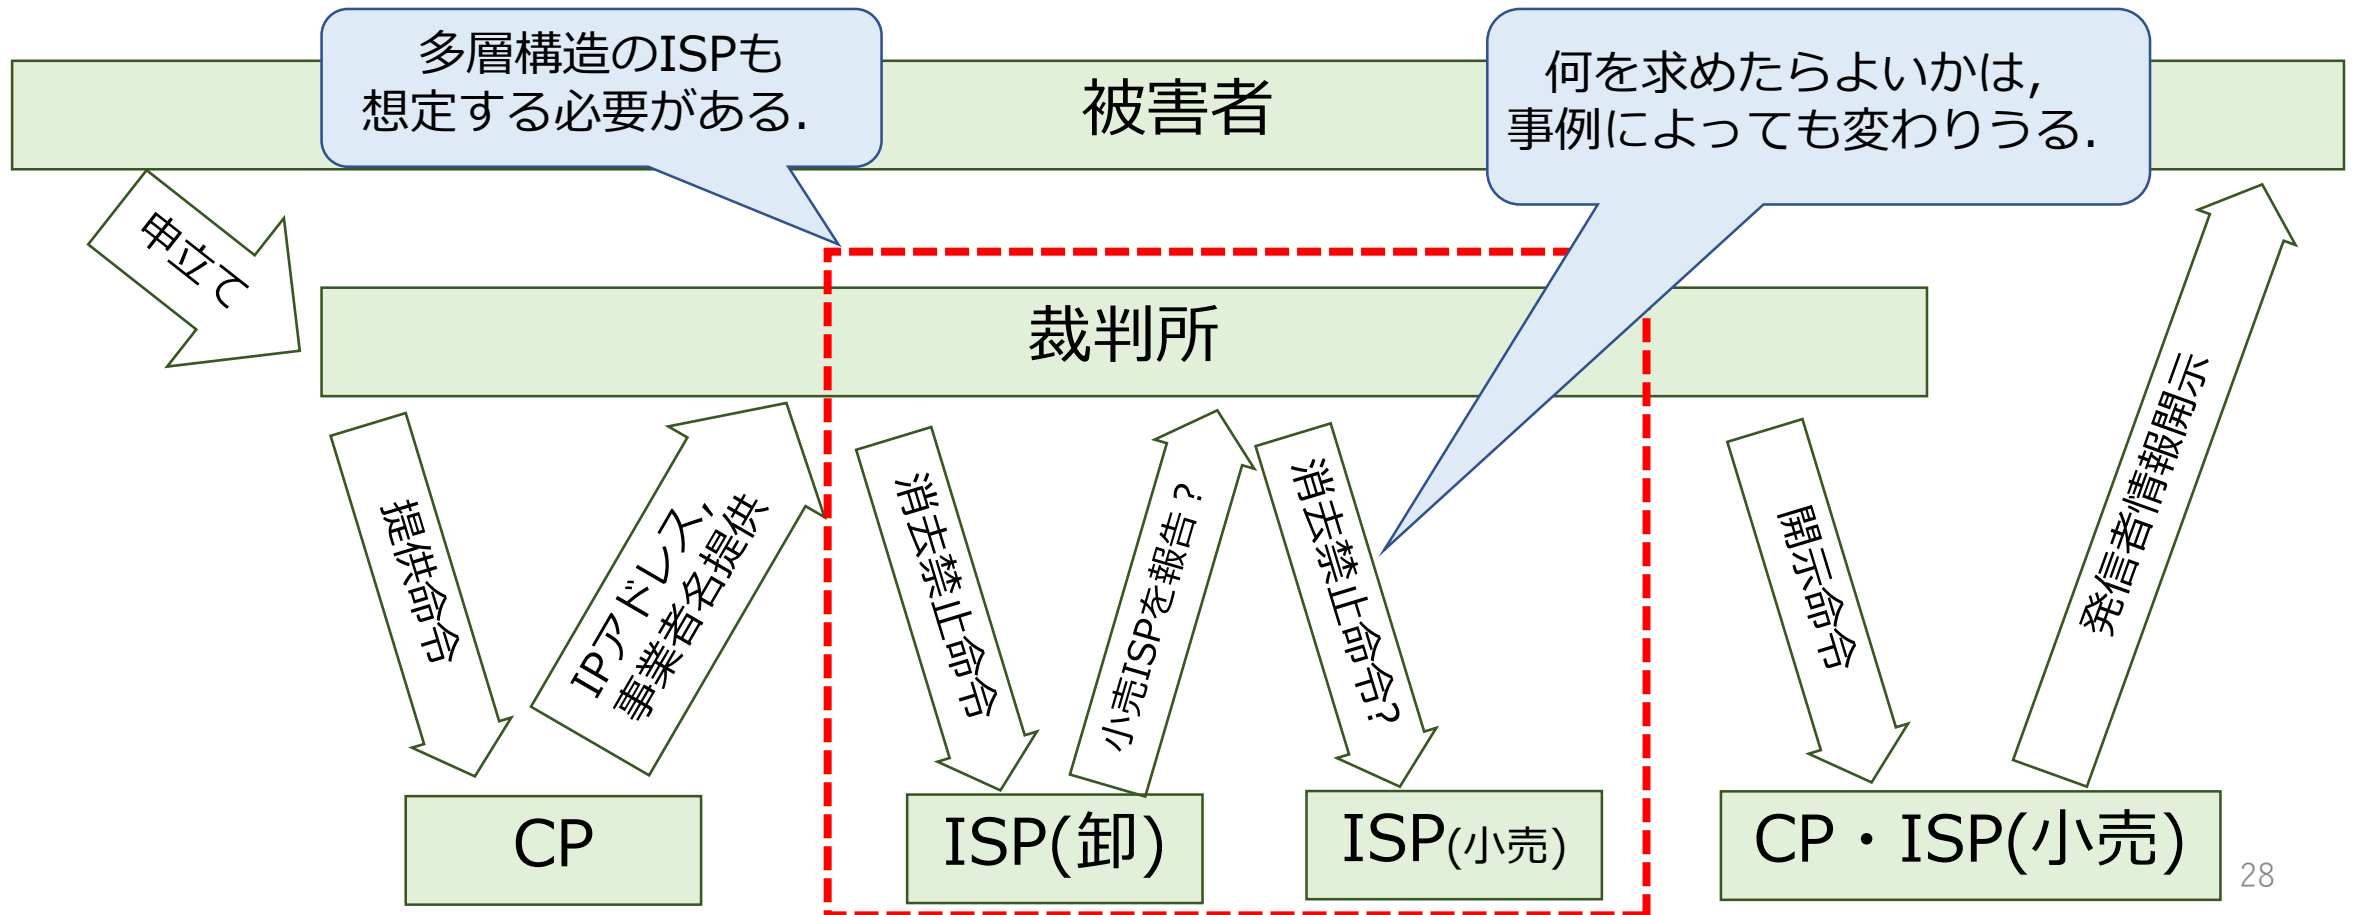 多層構造のISPも
想定する必要がある.
被害者
何を求めたらよいかは,
事例によっても変わりうる.
申立て
裁判所
提供命令
IPアドレス,
事業者名提供
消去禁止命令
小売ISPを報告？
消去禁止命令?
開示命令
発信者情報開示
CP
ISP(卸)
ISP(小売)
CP・ISP(小売)
28